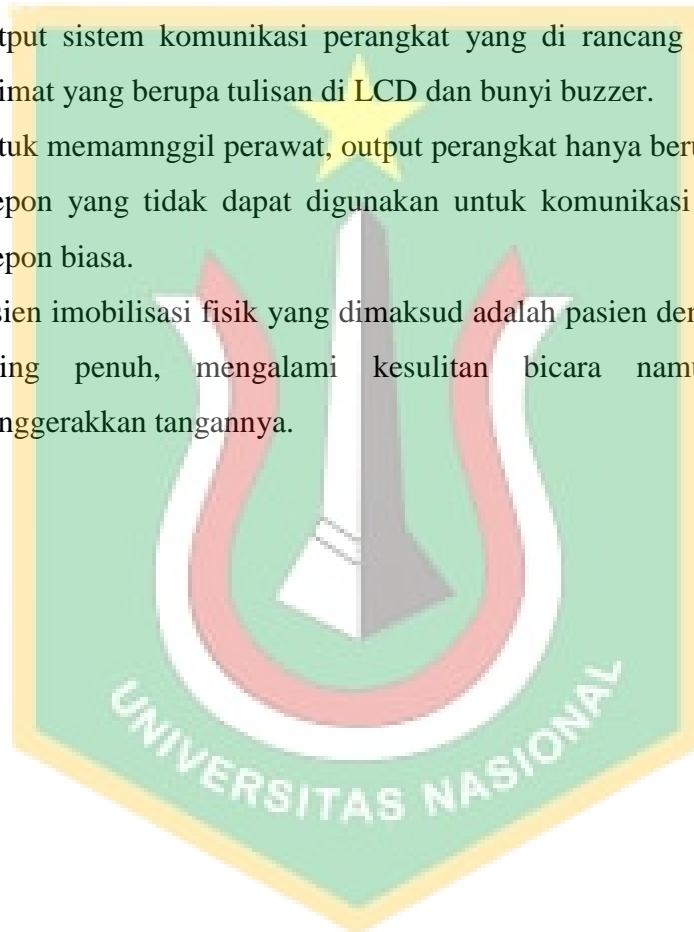 tput sistem komunikasi perangkat yang di rancang
imat yang berupa tulisan di LCD dan bunyi buzzer.
tuk memamnggil perawat, output perangkat hanya beru
epon yang tidak dapat digunakan untuk komunikasi
epon biasa.
sien imobilisasi fisik yang dimaksud adalah pasien den
ing penuh, mengalami kesulitan bicara namu
nggerakkan tangannya.
UNIVERSITAS NASIONAL